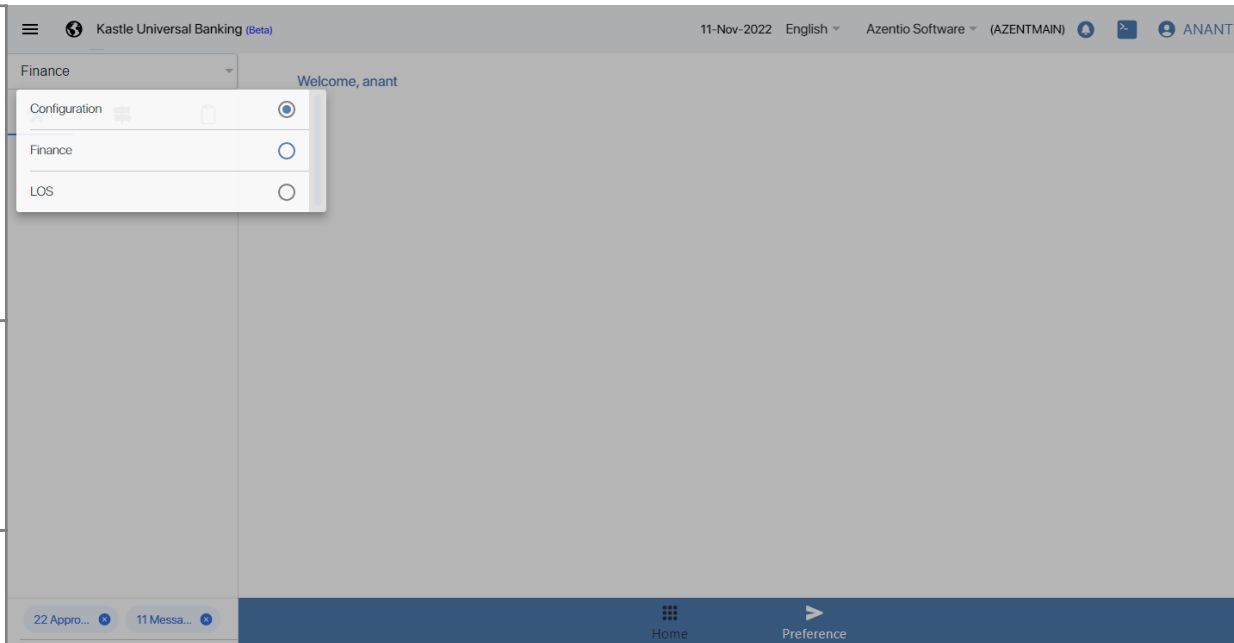 Kastle Universal Banking (Beta) 11-Nov-2022 English Azentio Software (AZENTMAIN) ANANT
Finance
Welcome, anant
Configuration
Finance
LOS
22 Appro... 11 Messa...
Home Preference